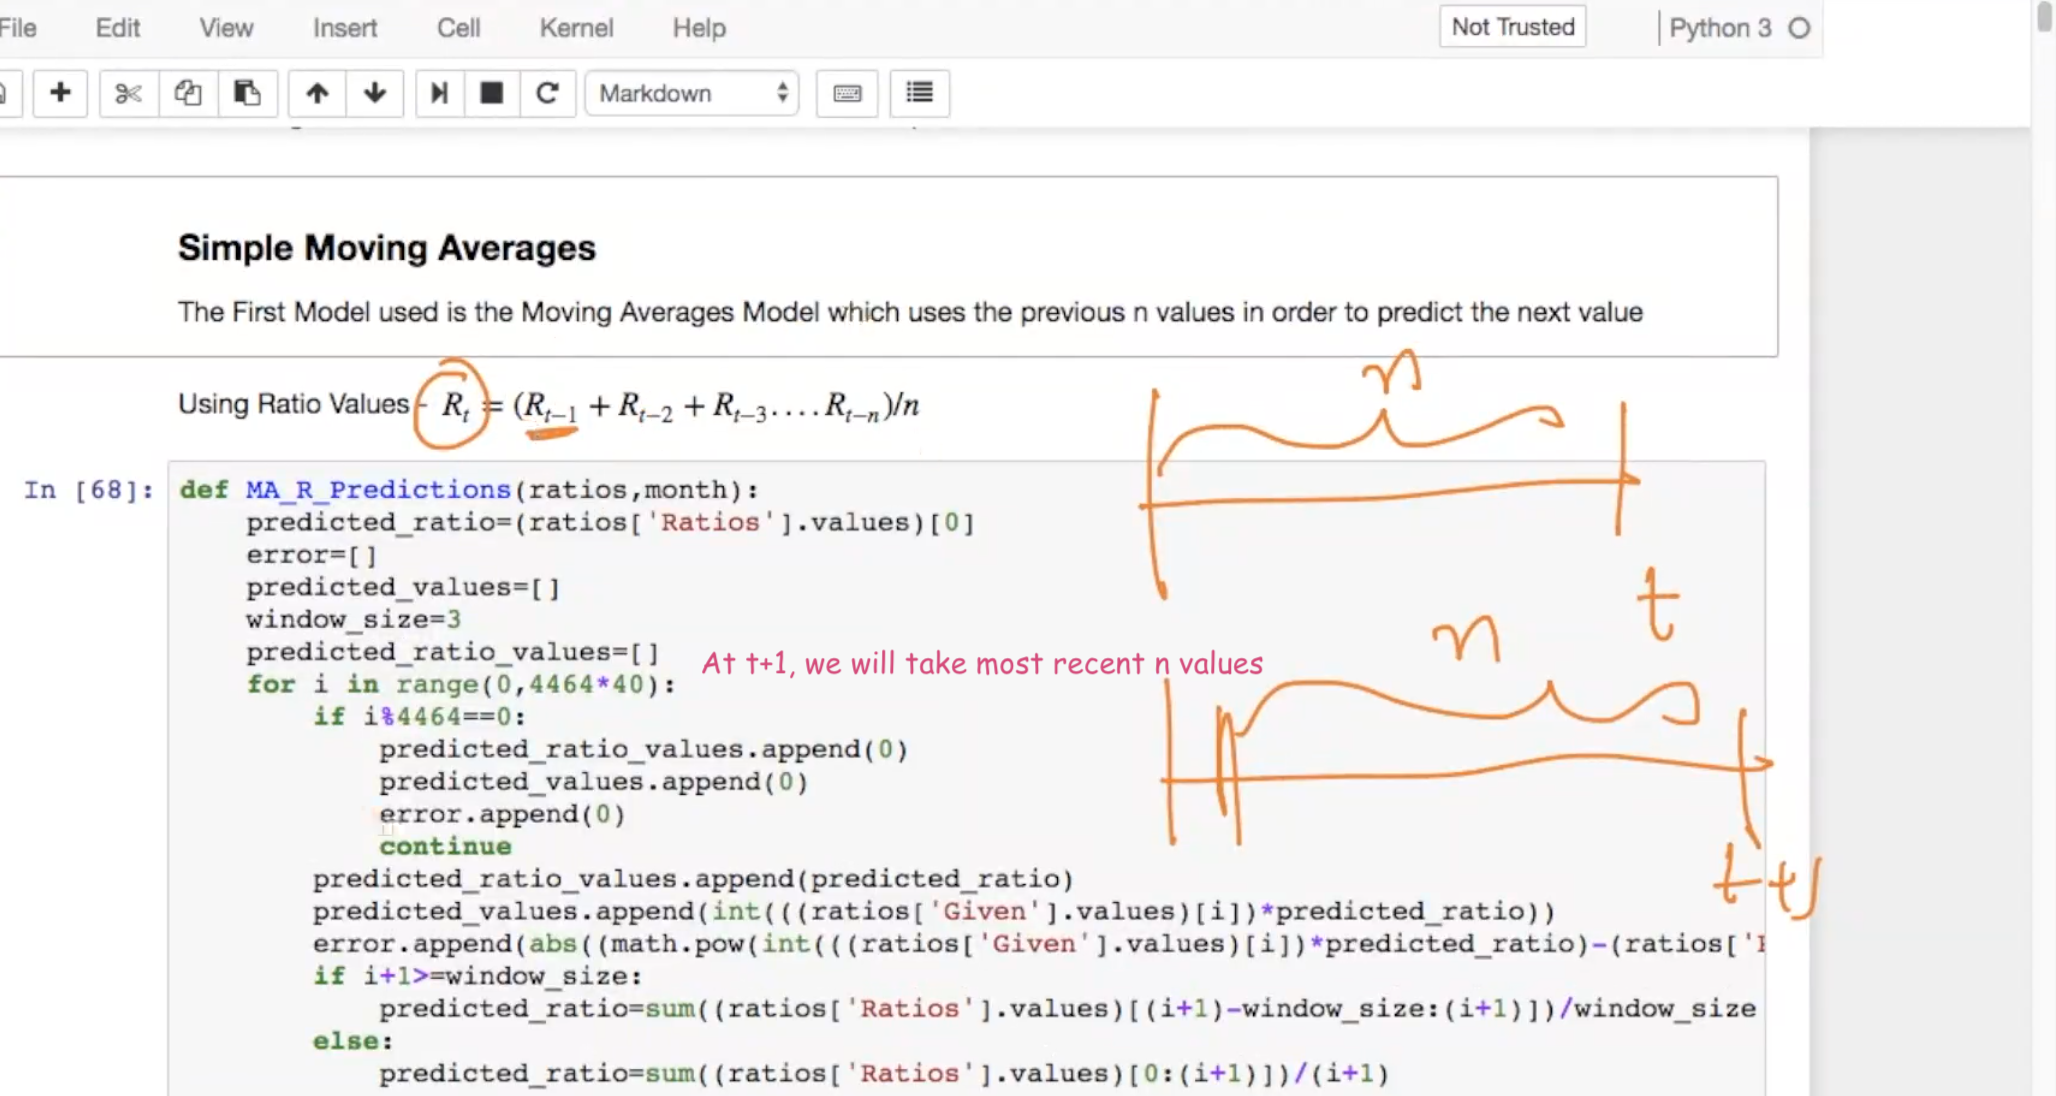 File Edit View Insert Cell Kernel Help Not Trusted Python 3
Markdown
Simple Moving Averages
The First Model used is the Moving Averages Model which uses the previous n values in order to predict the next value
n
Using Ratio Values - R_t = (R_{t-1} + R_{t-2} + R_{t-3} .... R_{t-n})/n
In [68]: def MA_R_Predictions(ratios,month):
predicted_ratio=(ratios['Ratios'].values)[0]
error=[]
predicted_values=[]
t
window_size=3
n
predicted_ratio_values=[]
At t+1, we will take most recent n values
for i in range(0,4464*40):
if i%4464==0:
predicted_ratio_values.append(0)
predicted_values.append(0)
error.append(0)
continue
predicted_ratio_values.append(predicted_ratio)
t+1
predicted_values.append(int(((ratios['Given'].values)[i])*predicted_ratio))
error.append(abs((math.pow(int(((ratios['Given'].values)[i])*predicted_ratio)-(ratios['
if i+1>=window_size:
predicted_ratio=sum((ratios['Ratios'].values)[(i+1)-window_size:(i+1)])/window_size
else:
predicted_ratio=sum((ratios['Ratios'].values)[0:(i+1)])/(i+1)